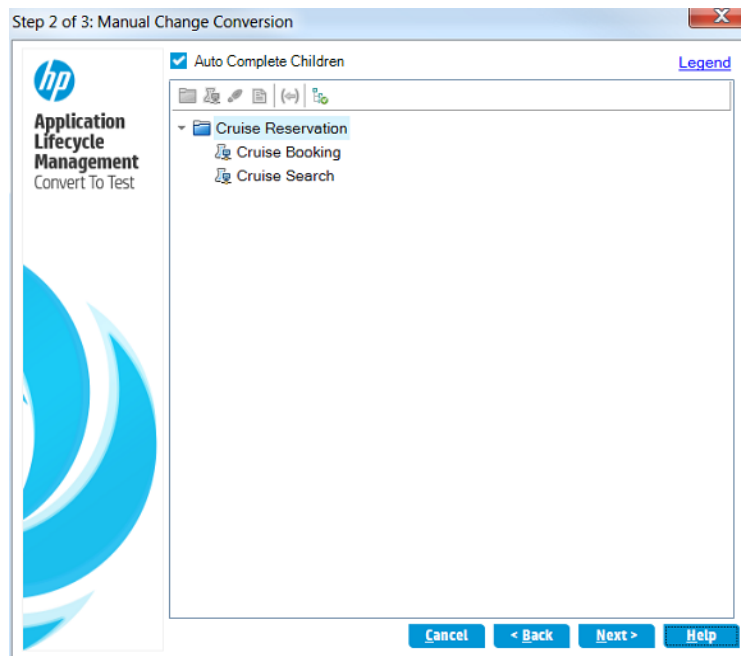 Step 2 of 3: Manual Change Conversion
X
hp
Application
Lifecycle
Management
Convert To Test
Auto Complete Children
Legend
Cruise Reservation
Cruise Booking
Cruise Search
Cancel
< Back
Next >
Help